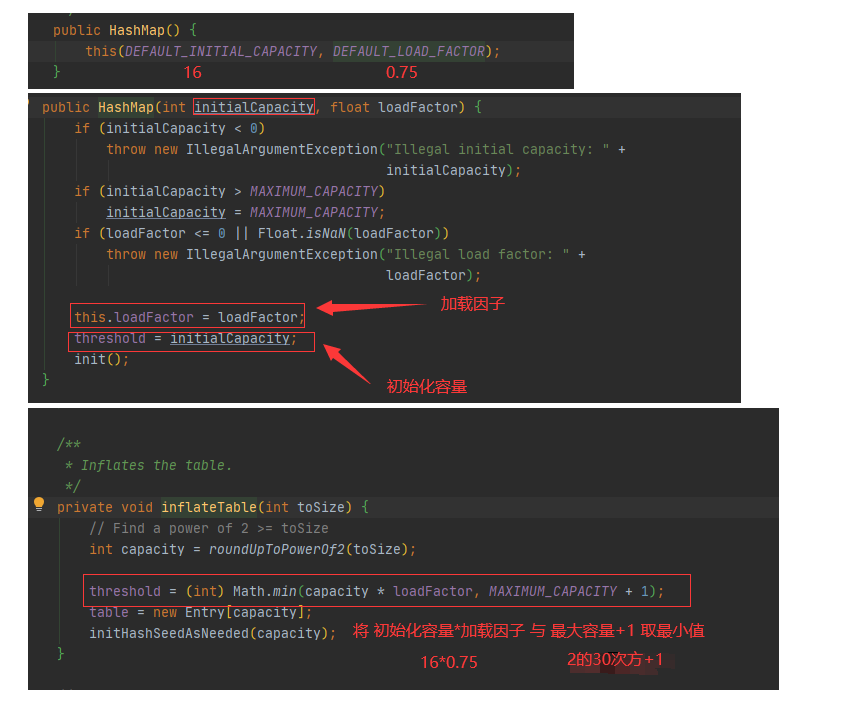 public HashMap() {
this(DEFAULT_INITIAL_CAPACITY, DEFAULT_LOAD_FACTOR);
} 16 0.75
public HashMap(int initialCapacity, float loadFactor) {
if (initialCapacity < 0)
throw new IllegalArgumentException("Illegal initial capacity: " +
initialCapacity);
if (initialCapacity > MAXIMUM_CAPACITY)
initialCapacity = MAXIMUM_CAPACITY;
if (loadFactor <= 0 || Float.isNaN(loadFactor))
throw new IllegalArgumentException("Illegal load factor: " +
loadFactor);
加载因子
this.loadFactor = loadFactor;
threshold = initialCapacity;
init();
}
初始化容量
/**
* Inflates the table.
*/
private void inflateTable(int toSize) {
// Find a power of 2 >= toSize
int capacity = roundUpToPowerOf2(toSize);
threshold = (int) Math.min(capacity * loadFactor, MAXIMUM_CAPACITY + 1);
table = new Entry[capacity];
initHashSeedAsNeeded(capacity); 将 初始化容量*加载因子 与 最大容量+1 取最小值
}
16*0.75 2的30次方+1